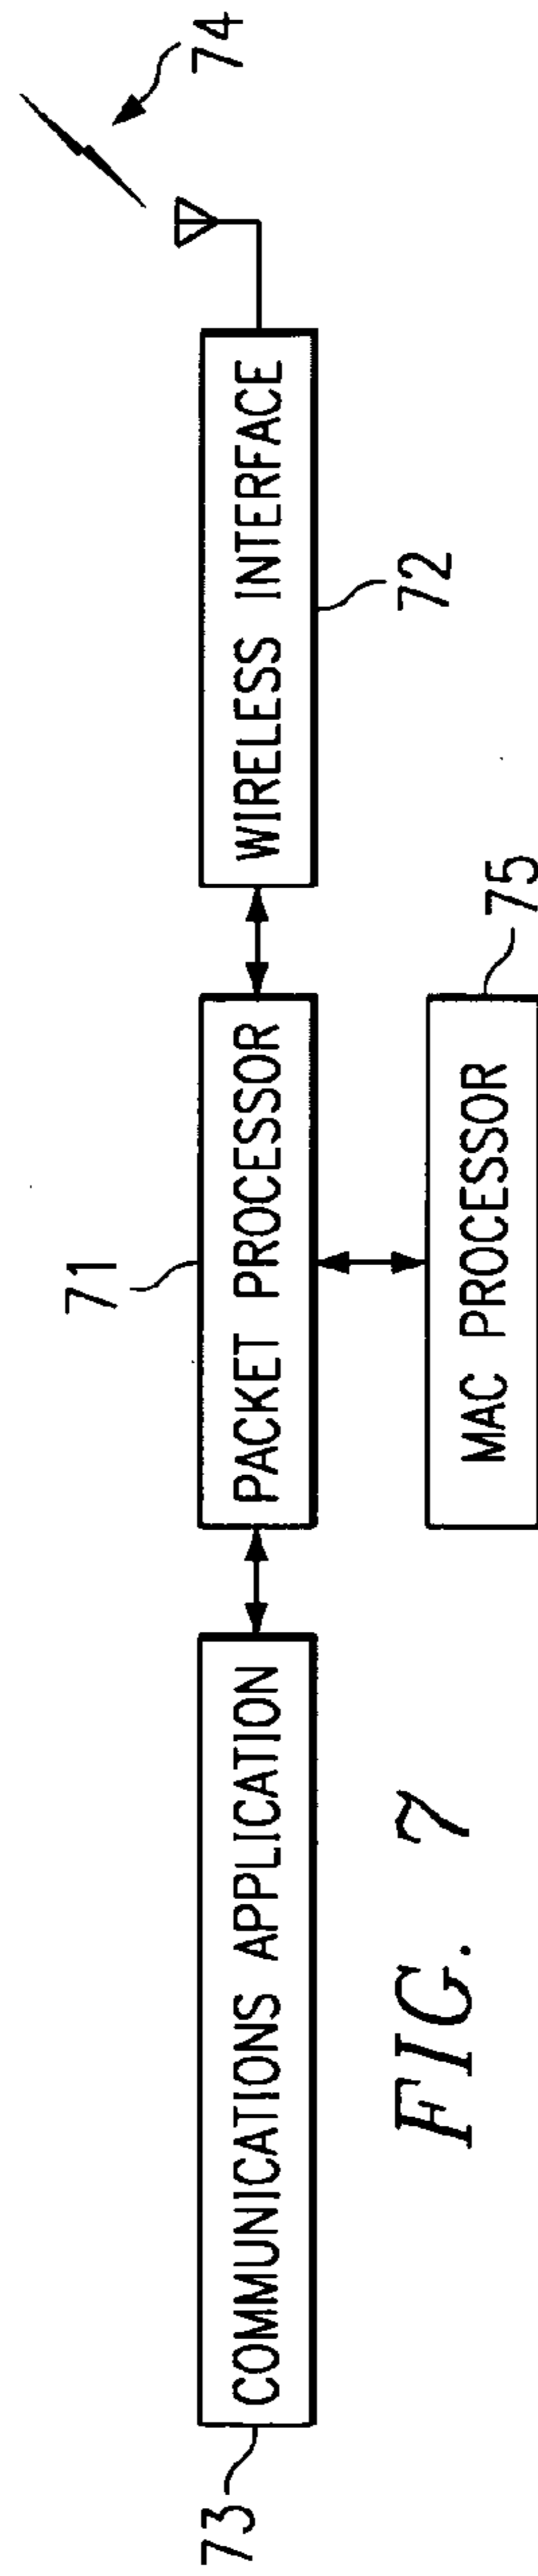 74
71
73
COMMUNICATIONS APPLICATION
PACKET PROCESSOR
WIRELESS INTERFACE
72
75
MAC PROCESSOR
FIG. 7